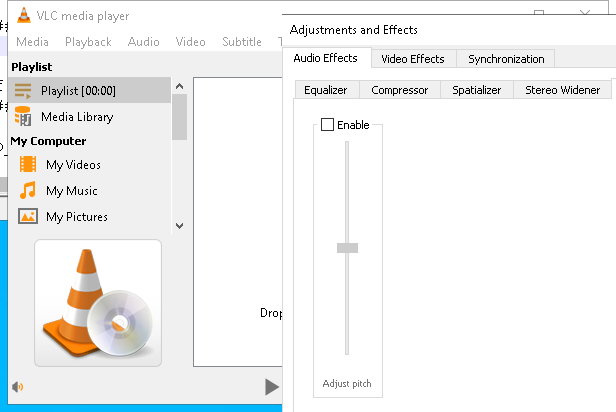 VLC media player
Media Playback Audio Video Subtitle
Playlist
Playlist [00:00]
Media Library
My Computer
My Videos
My Music
My Pictures
Adjustments and Effects
Audio Effects Video Effects Synchronization
Equalizer Compressor Spatializer Stereo Widener
Enable
Adjust pitch
Drop